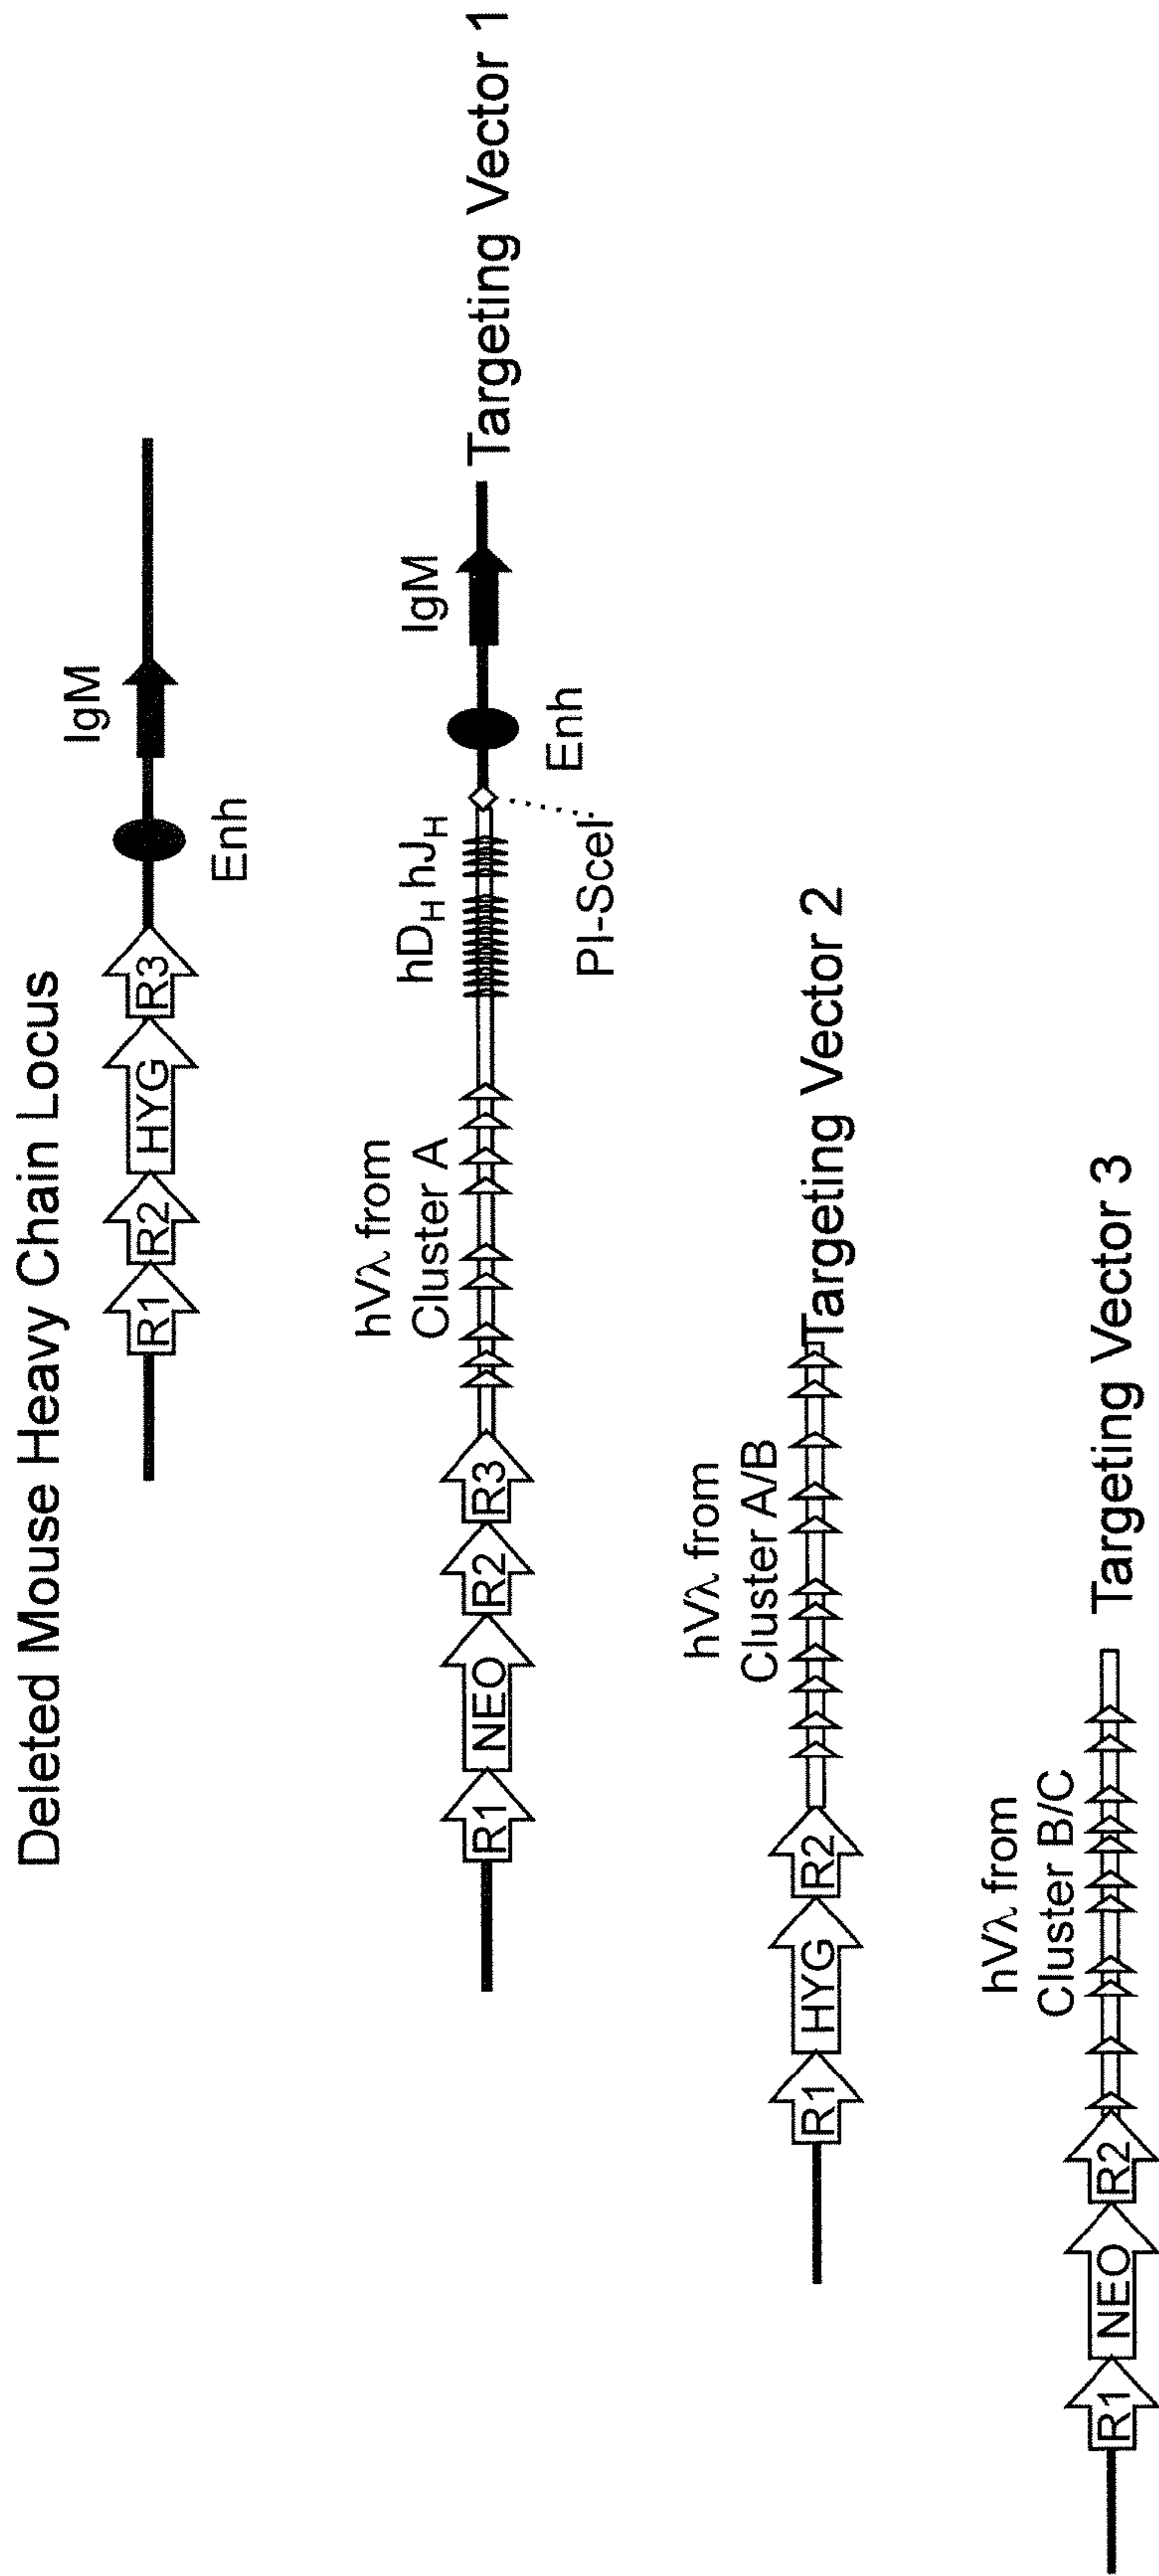 Deleted Mouse Heavy Chain Locus
IgM
R1 R2 HYG R3
Enh
hVλ from
Cluster A
hDH hJH
IgM
R1 NEO R2 R3
Targeting Vector 1
Enh
PI-SceI
hVλ from
Cluster A/B
R1 HYG R2
Targeting Vector 2
hVλ from
Cluster B/C
R1 NEO R2
Targeting Vector 3